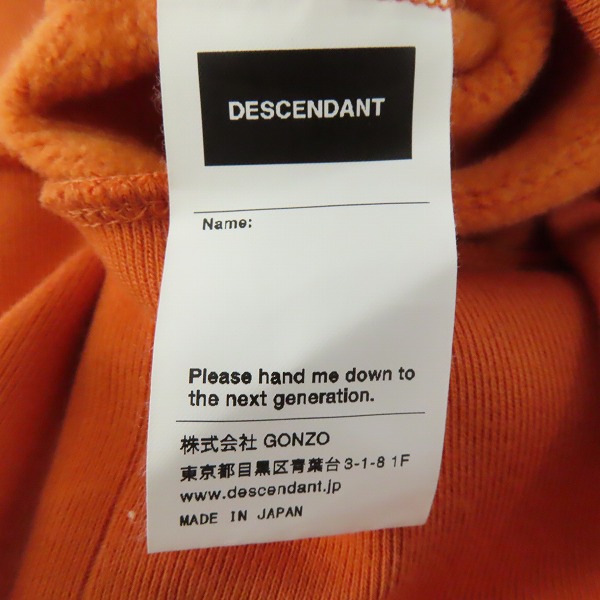 DESCENDANT
Name:
Please hand me down to
the next generation.
株式会社 GONZO
東京都目黒区青葉台3-1-8 1F
www.descendant.jp
MADE IN JAPAN